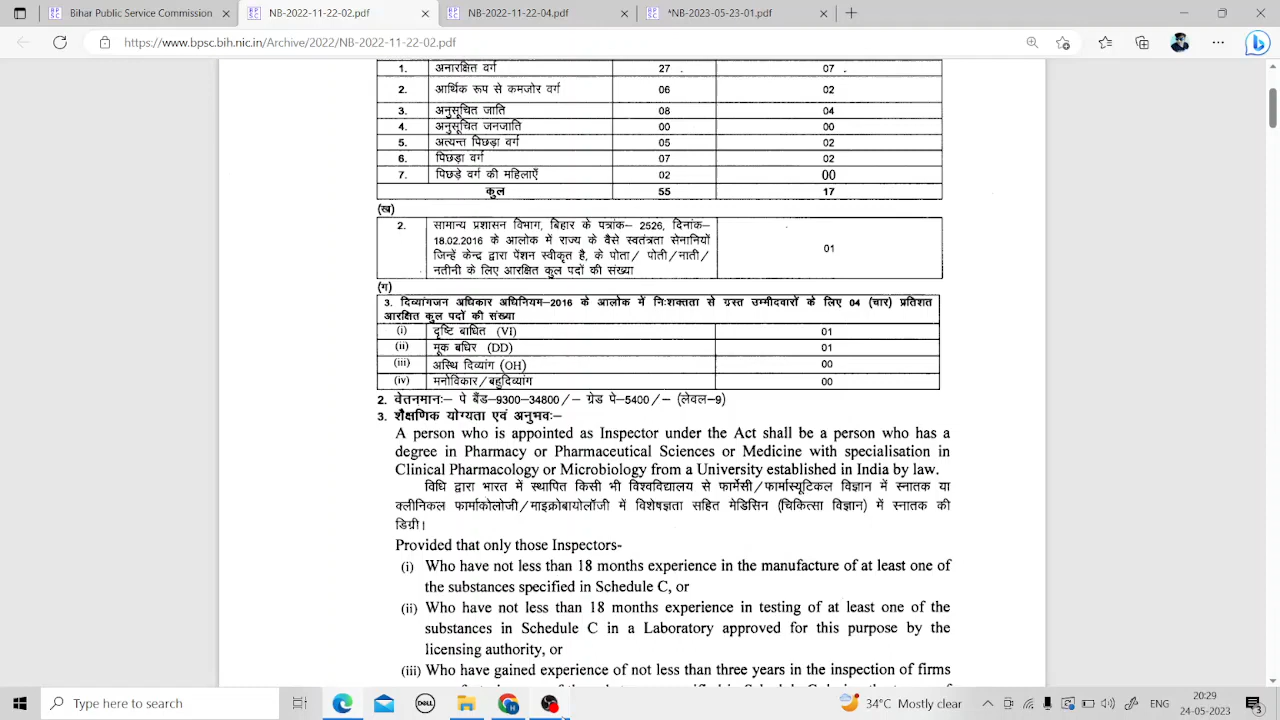 Bihar Public Service Commission
NB-2022-11-22-02.pdf
NB-2022-11-22-04.pdf
*NB-2023-05-23-01.pdf
https://www.bpsc.bih.nic.in/Archive/2022/NB-2022-11-22-02.pdf
1. अनारक्षित वर्ग 27 07
2. आर्थिक रूप से कमजोर वर्ग 06 02
3. अनुसूचित जाति 08 04
4. अनुसूचित जनजाति 00 00
5. अत्यन्त पिछड़ा वर्ग 05 02
6. पिछड़ा वर्ग 07 02
7. पिछड़े वर्ग की महिलाएँ 02 00
कुल 55 17
(ख)
2. सामान्य प्रशासन विभाग, बिहार के पत्रांक– 2526, दिनांक–
18.02.2016 के आलोक में राज्य के वैसे स्वतंत्रता सेनानियों
जिन्हें केन्द्र द्वारा पेंशन स्वीकृत है, के पोता/ पोती/नाती/
नतीनी के लिए आरक्षित कुल पदों की संख्या
01
(ग)
3. दिव्यांगजन अधिकार अधिनियम–2016 के आलोक में निःशक्तता से ग्रस्त उम्मीदवारों के लिए 04 (चार) प्रतिशत
आरक्षित कुल पदों की संख्या
(i) दृष्टि बाधित (VI) 01
(ii) मूक बधिर (DD) 01
(iii) अस्थि दिव्यांग (OH) 00
(iv) मनोविकार/बहुदिव्यांग 00
2. वेतनमानः– पे बैंड–9300–34800/– ग्रेड पे–5400/– (लेवल–9)
3. शैक्षणिक योग्यता एवं अनुभवः–
A person who is appointed as Inspector under the Act shall be a person who has a
degree in Pharmacy or Pharmaceutical Sciences or Medicine with specialisation in
Clinical Pharmacology or Microbiology from a University established in India by law.
विधि द्वारा भारत में स्थापित किसी भी विश्वविद्यालय से फार्मेसी/फार्मास्यूटिकल विज्ञान में स्नातक या
क्लीनिकल फार्माकोलोजी/माइक्रोबायोलॉजी में विशेषज्ञता सहित मेडिसिन (चिकित्सा विज्ञान) में स्नातक की
डिग्री।
Provided that only those Inspectors-
(i) Who have not less than 18 months experience in the manufacture of at least one of
the substances specified in Schedule C, or
(ii) Who have not less than 18 months experience in testing of at least one of the
substances in Schedule C in a Laboratory approved for this purpose by the
licensing authority, or
(iii) Who have gained experience of not less than three years in the inspection of firms
Type here to search
DELL
34°C Mostly clear
ENG
20:29
24-05-2023
3